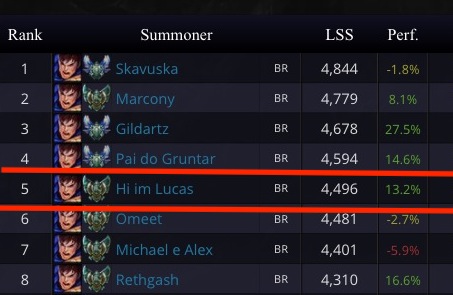 Rank Summoner LSS Perf.
1 Skavuska BR 4,844 -1.8%
2 Marcony BR 4,779 8.1%
3 Gildartz BR 4,678 27.5%
4 Pai do Gruntar BR 4,594 14.6%
5 Hi im Lucas BR 4,496 13.2%
6 Omeet BR 4,481 -2.7%
7 Michael e Alex BR 4,401 -5.9%
8 Rethgash BR 4,310 16.6%